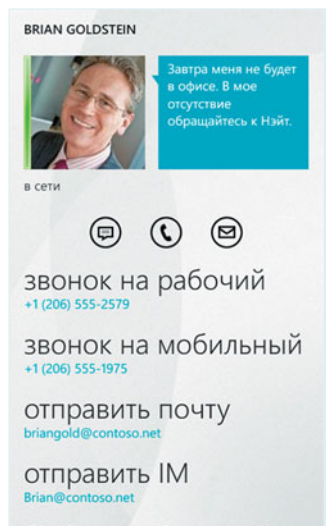 BRIAN GOLDSTEIN
Завтра меня не будет
в офисе. В мое
отсутствие
обращайтесь к Нэйт.
в сети
звонок на рабочий
+1 (206) 555-2579
звонок на мобильный
+1 (206) 555-1975
отправить почту
briangold@contoso.net
отправить IM
Brian@contoso.net